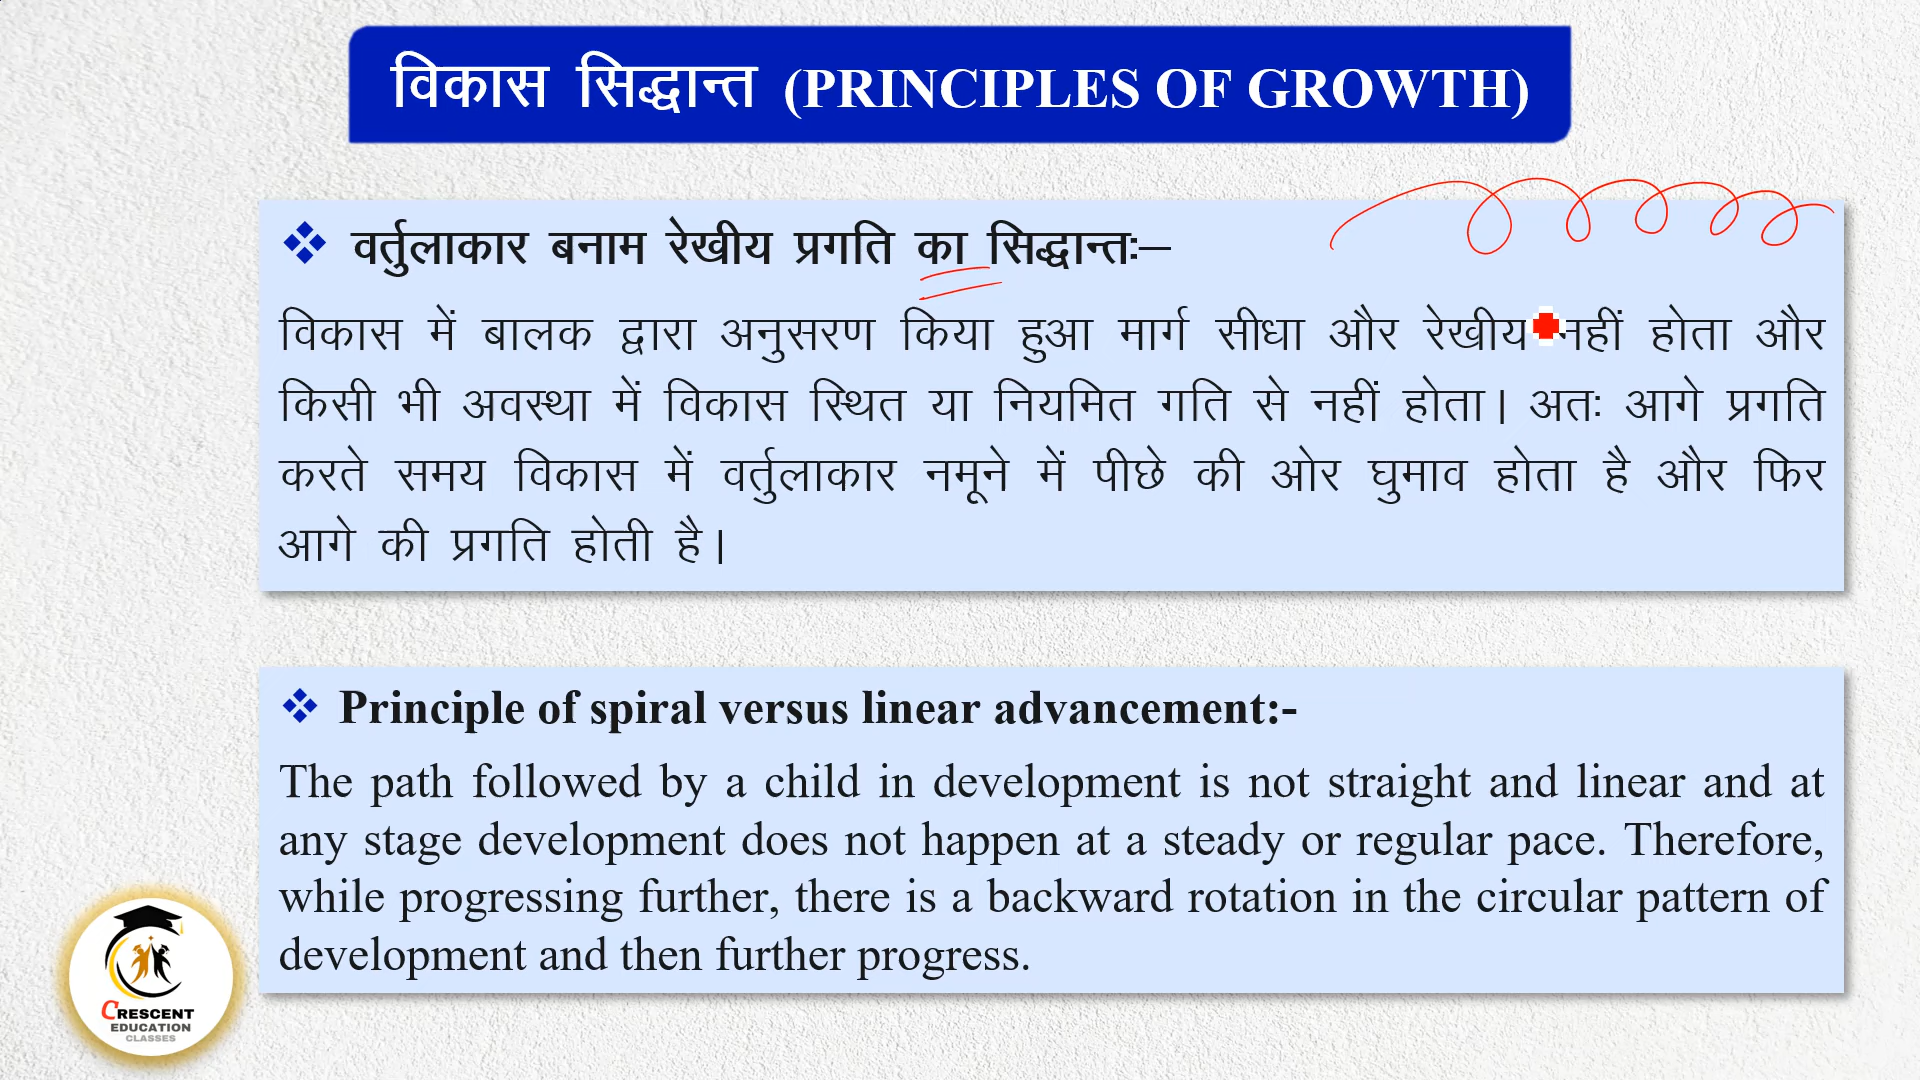 विकास सिद्धान्त (PRINCIPLES OF GROWTH)
❖ वर्तुलाकार बनाम रेखीय प्रगति का सिद्धान्तः–
विकास में बालक द्वारा अनुसरण किया हुआ मार्ग सीधा और रेखीय नहीं होता और
किसी भी अवस्था में विकास स्थित या नियमित गति से नहीं होता। अतः आगे प्रगति
करते समय विकास में वर्तुलाकार नमूने में पीछे की ओर घुमाव होता है और फिर
आगे की प्रगति होती है।
❖ Principle of spiral versus linear advancement:-
The path followed by a child in development is not straight and linear and at
any stage development does not happen at a steady or regular pace. Therefore,
while progressing further, there is a backward rotation in the circular pattern of
development and then further progress.
CRESCENT
EDUCATION
CLASSES